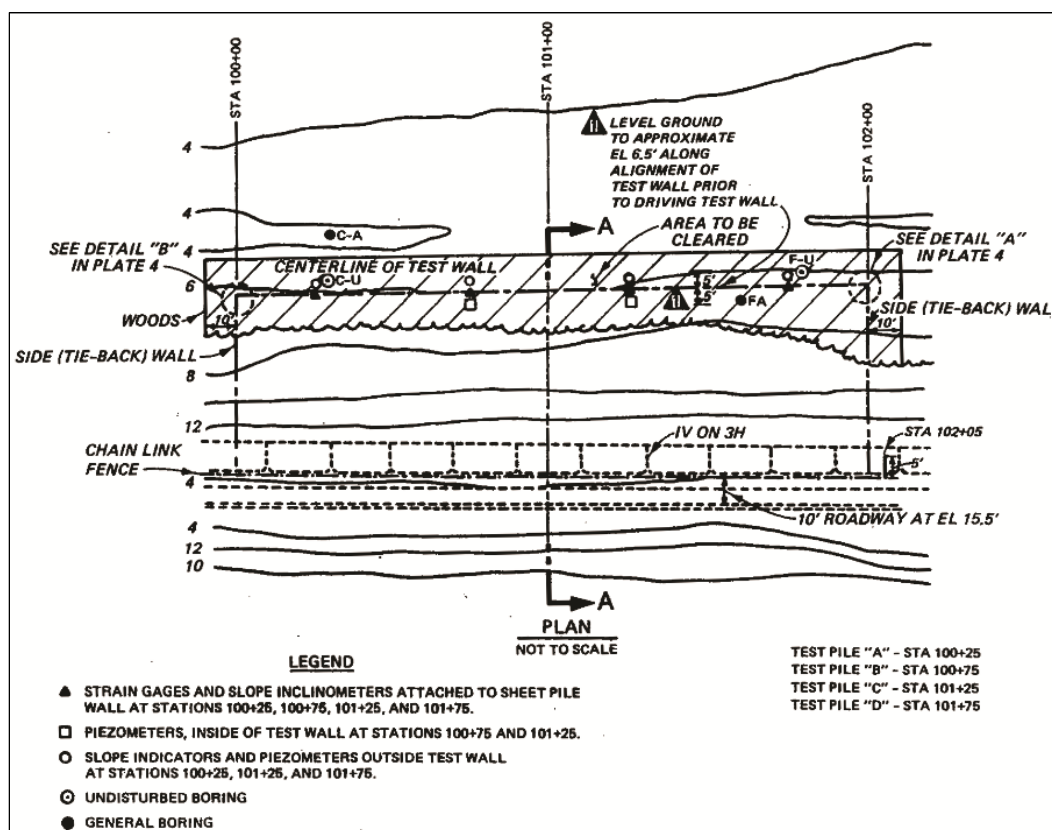 STA 100+00
STA 101+00
STA 102+00
4
LEVEL GROUND
TO APPROXIMATE
EL 6.5' ALONG
ALIGNMENT OF
TEST WALL PRIOR
TO DRIVING TEST WALL
4
C-A
SEE DETAIL "B"
IN PLATE 4
4
A
AREA TO BE
CLEARED
SEE DETAIL "A"
IN PLATE 4
CENTERLINE OF TEST WALL
F-U
6
C-U
5'
5'
FA
WOODS
10'
SIDE (TIE-BACK) WALL
10'
SIDE (TIE-BACK) WALL
8
12
IV ON 3H
STA 102+05
CHAIN LINK
FENCE
5'
4
10' ROADWAY AT EL 15.5'
4
12
10
A
PLAN
NOT TO SCALE
LEGEND
STRAIN GAGES AND SLOPE INCLINOMETERS ATTACHED TO SHEET PILE
WALL AT STATIONS 100+25, 100+75, 101+25, AND 101+75.
PIEZOMETERS, INSIDE OF TEST WALL AT STATIONS 100+75 AND 101+25.
SLOPE INDICATORS AND PIEZOMETERS OUTSIDE TEST WALL
AT STATIONS 100+25, 101+25, AND 101+75.
UNDISTURBED BORING
GENERAL BORING
TEST PILE "A" - STA 100+25
TEST PILE "B" - STA 100+75
TEST PILE "C" - STA 101+25
TEST PILE "D" - STA 101+75